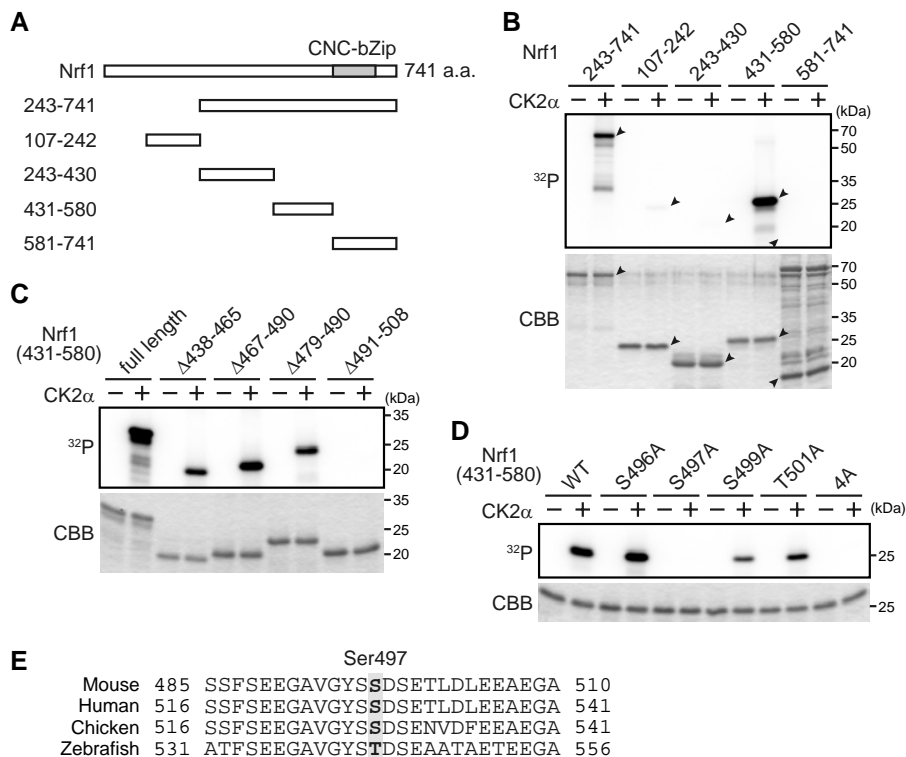 A
CNC-bZip
Nrf1 741 a.a.
243-741
107-242
243-430
431-580
581-741
B
Nrf1 243-741 107-242 243-430 431-580 581-741
CK2α − + − + − + − + − + (kDa)
32P
70
50
35
25
20
CBB
70
50
35
25
20
C
Nrf1 (431-580) full length Δ438-465 Δ467-490 Δ479-490 Δ491-508
CK2α − + − + − + − + − + (kDa)
32P
35
25
20
CBB
35
25
20
D
Nrf1 (431-580) WT S496A S497A S499A T501A 4A
CK2α − + − + − + − + − + − + (kDa)
32P 25
CBB 25
E
Ser497
Mouse 485 SSFSEEGAVGYSSDSETLDLEEAEGA 510
Human 516 SSFSEEGAVGYSSDSETLDLEEAEGA 541
Chicken 516 SSFSEEGAVGYSSDSENVDFEEAEGA 541
Zebrafish 531 ATFSEEGAVGYSTDSEAATAETEEGA 556